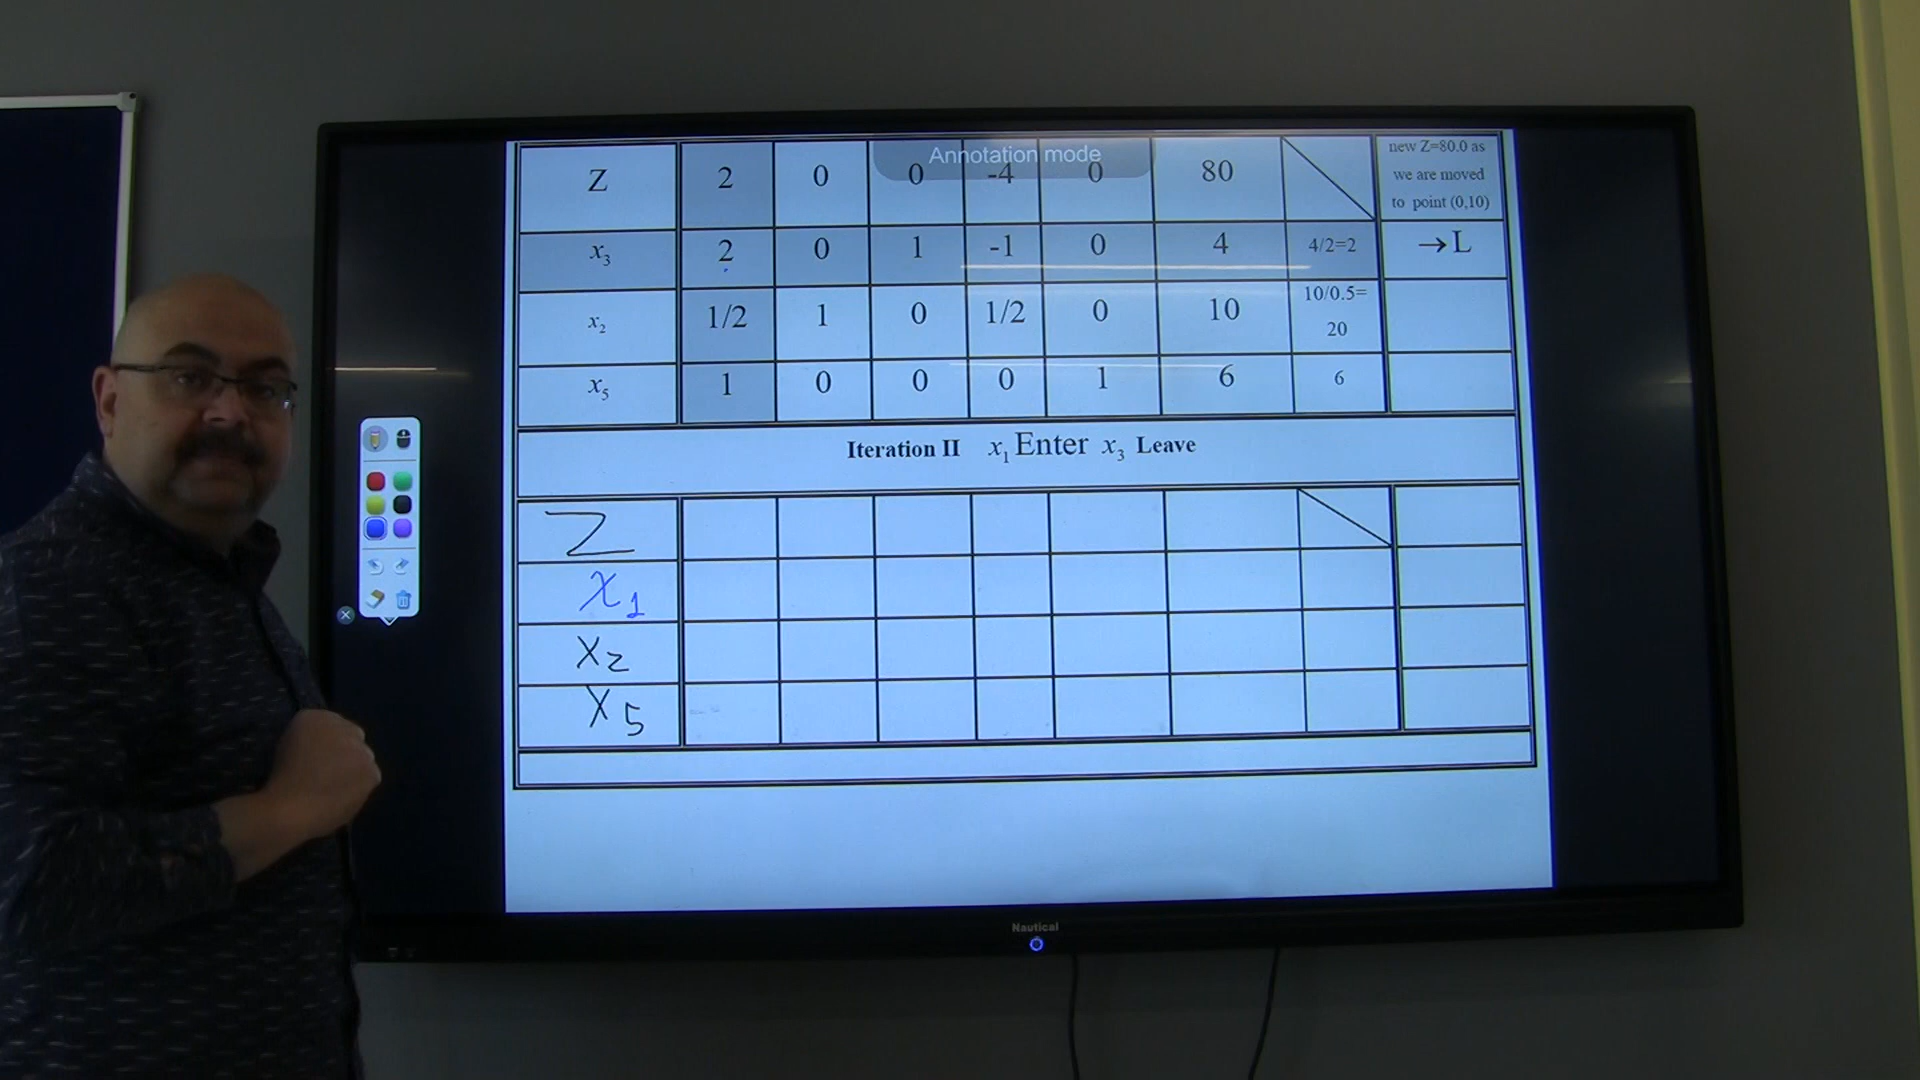 Annotation mode
Z 2 0 0 -4 0 80 new Z=80.0 as we are moved to point (0,10)
x3 2 0 1 -1 0 4 4/2=2 →L
x2 1/2 1 0 1/2 0 10 10/0.5= 20
x5 1 0 0 0 1 6 6
Iteration II x1 Enter x3 Leave
Z
x1
x2
x5
Nautical